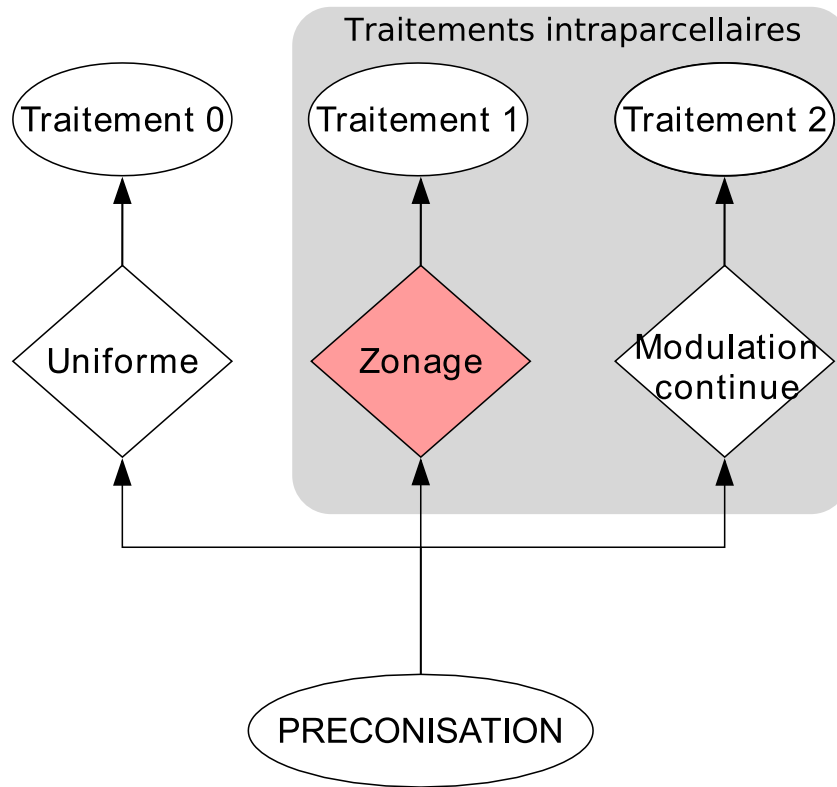 Traitements intraparcellaires
Traitement 0
Traitement 1
Traitement 2
Uniforme
Zonage
Modulation
continue
PRECONISATION